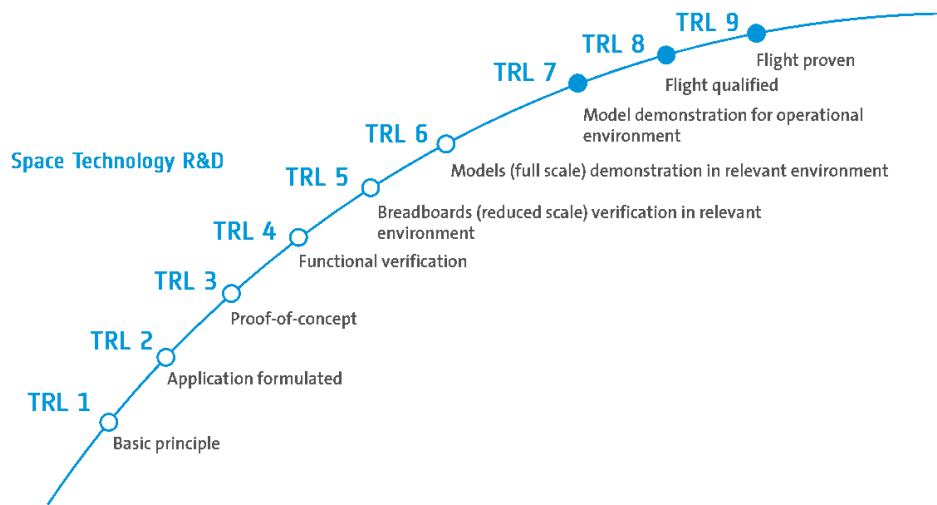 TRL 9
Flight proven
TRL 8
Flight qualified
TRL 7
Model demonstration for operational
environment
TRL 6
Models (full scale) demonstration in relevant environment
Space Technology R&D
TRL 5
Breadboards (reduced scale) verification in relevant
environment
TRL 4
Functional verification
TRL 3
Proof-of-concept
TRL 2
Application formulated
TRL 1
Basic principle